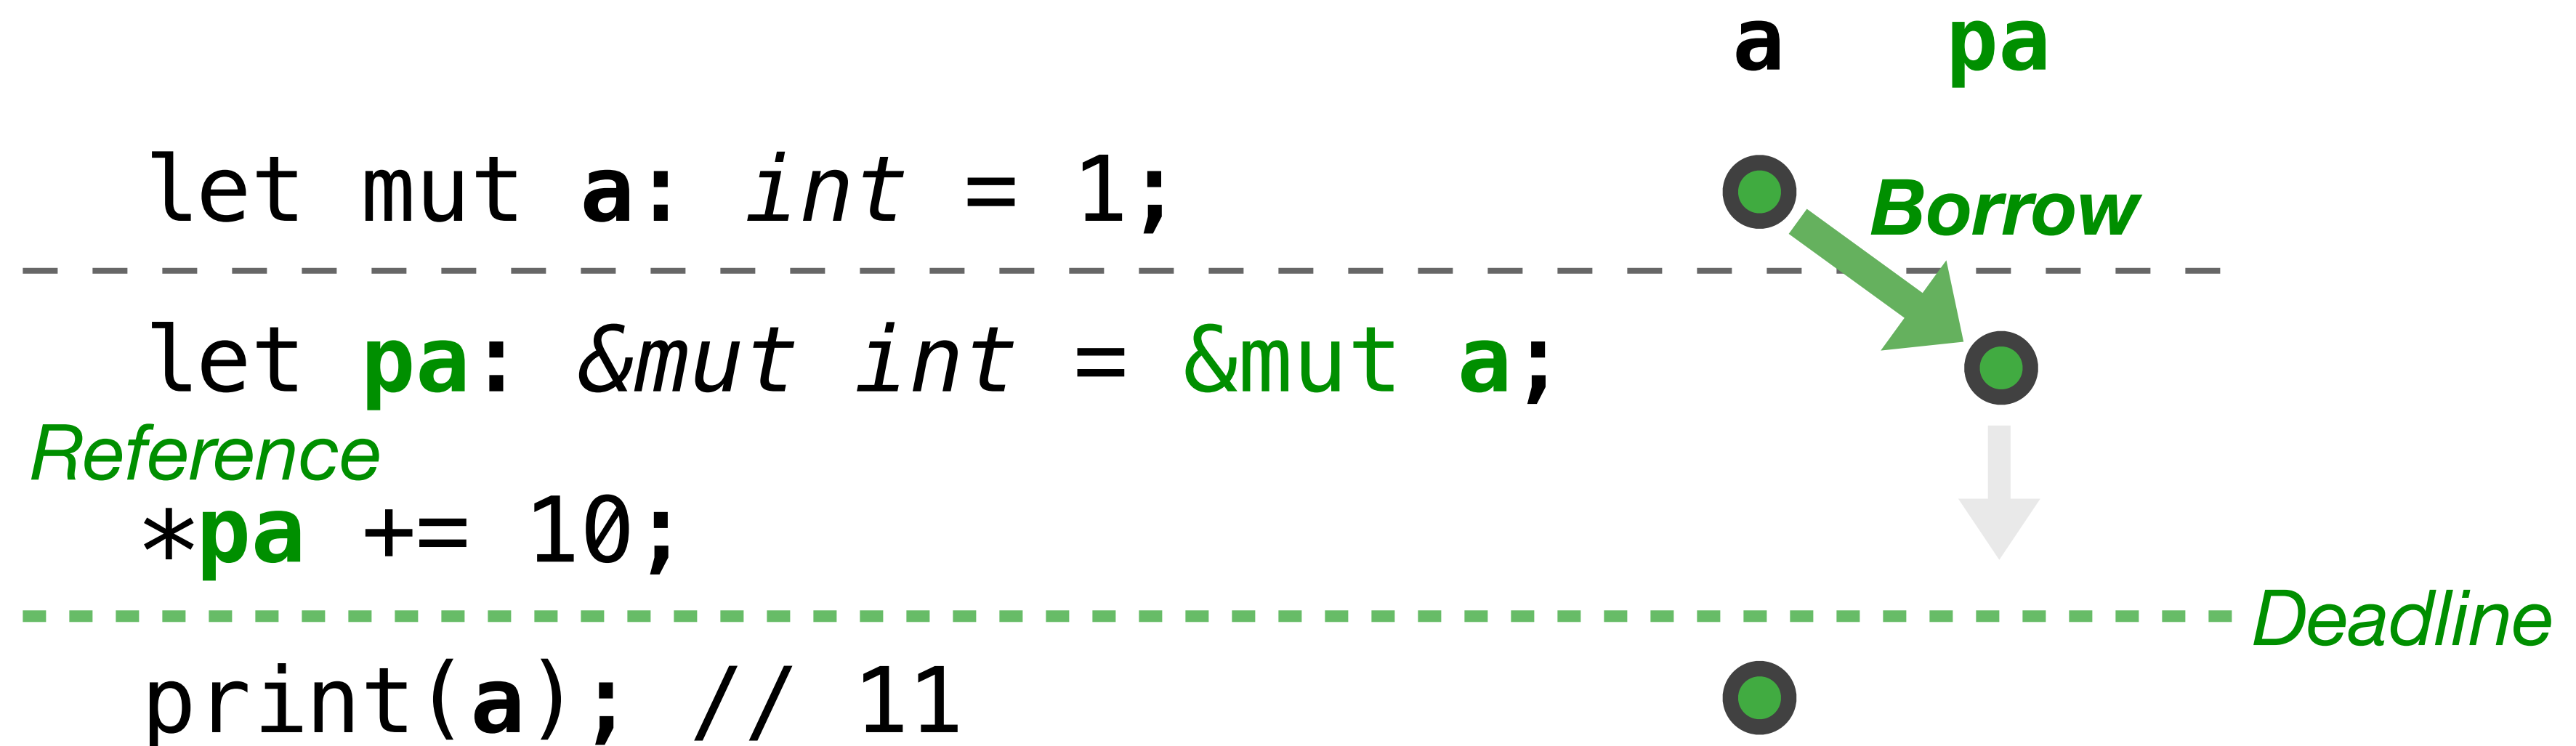 a pa
let mut a: int = 1;
Borrow
let pa: &mut int = &mut a;
Reference
*pa += 10;
Deadline
print(a); // 11